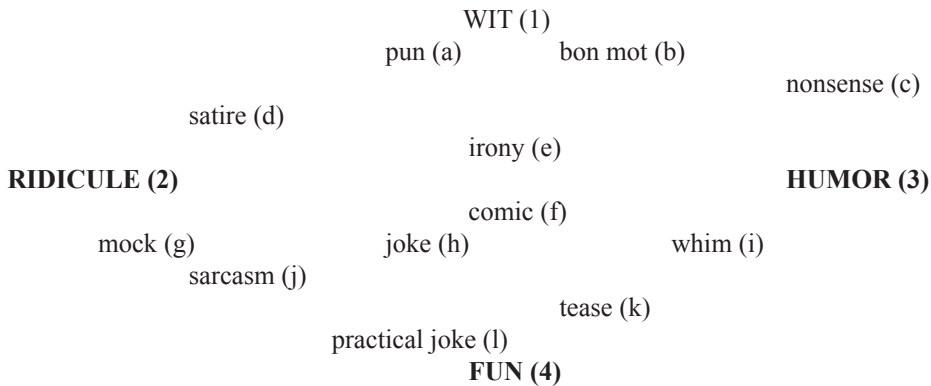 WIT (1)
pun (a) bon mot (b)
nonsense (c)
satire (d)
irony (e)
RIDICULE (2) HUMOR (3)
comic (f)
mock (g) joke (h) whim (i)
sarcasm (j)
tease (k)
practical joke (l)
FUN (4)